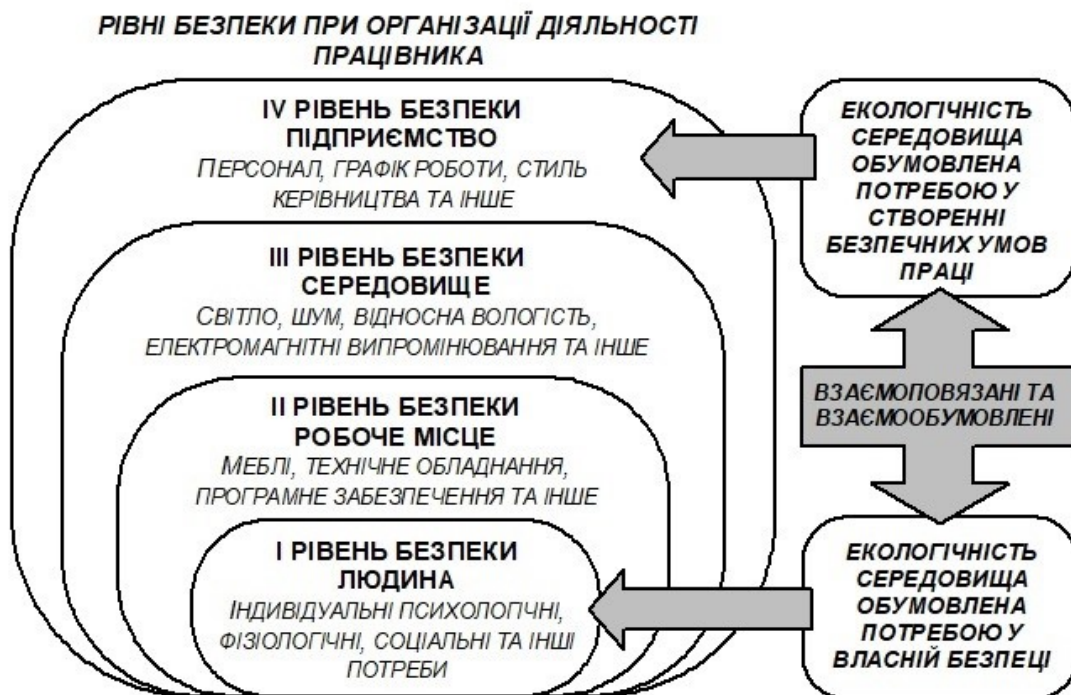 РІВНІ БЕЗПЕКИ ПРИ ОРГАНІЗАЦІЇ ДІЯЛЬНОСТІ
ПРАЦІВНИКА
IV РІВЕНЬ БЕЗПЕКИ
ПІДПРИЄМСТВО
ПЕРСОНАЛ, ГРАФІК РОБОТИ, СТИЛЬ
КЕРІВНИЦТВА ТА ІНШЕ
III РІВЕНЬ БЕЗПЕКИ
СЕРЕДОВИЩЕ
СВІТЛО, ШУМ, ВІДНОСНА ВОЛОГІСТЬ,
ЕЛЕКТРОМАГНІТНІ ВИПРОМІНЮВАННЯ ТА ІНШЕ
II РІВЕНЬ БЕЗПЕКИ
РОБОЧЕ МІСЦЕ
МЕБЛІ, ТЕХНІЧНЕ ОБЛАДНАННЯ,
ПРОГРАМНЕ ЗАБЕЗПЕЧЕННЯ ТА ІНШЕ
I РІВЕНЬ БЕЗПЕКИ
ЛЮДИНА
ІНДИВІДУАЛЬНІ ПСИХОЛОГІЧНІ,
ФІЗІОЛОГІЧНІ, СОЦІАЛЬНІ ТА ІНШІ
ПОТРЕБИ
ЕКОЛОГІЧНІСТЬ
СЕРЕДОВИЩА
ОБУМОВЛЕНА
ПОТРЕБОЮ У
СТВОРЕННІ
БЕЗПЕЧНИХ УМОВ
ПРАЦІ
ВЗАЄМОПОВЯЗАНІ ТА
ВЗАЄМООБУМОВЛЕНІ
ЕКОЛОГІЧНІСТЬ
СЕРЕДОВИЩА
ОБУМОВЛЕНА
ПОТРЕБОЮ У
ВЛАСНІЙ БЕЗПЕЦІ